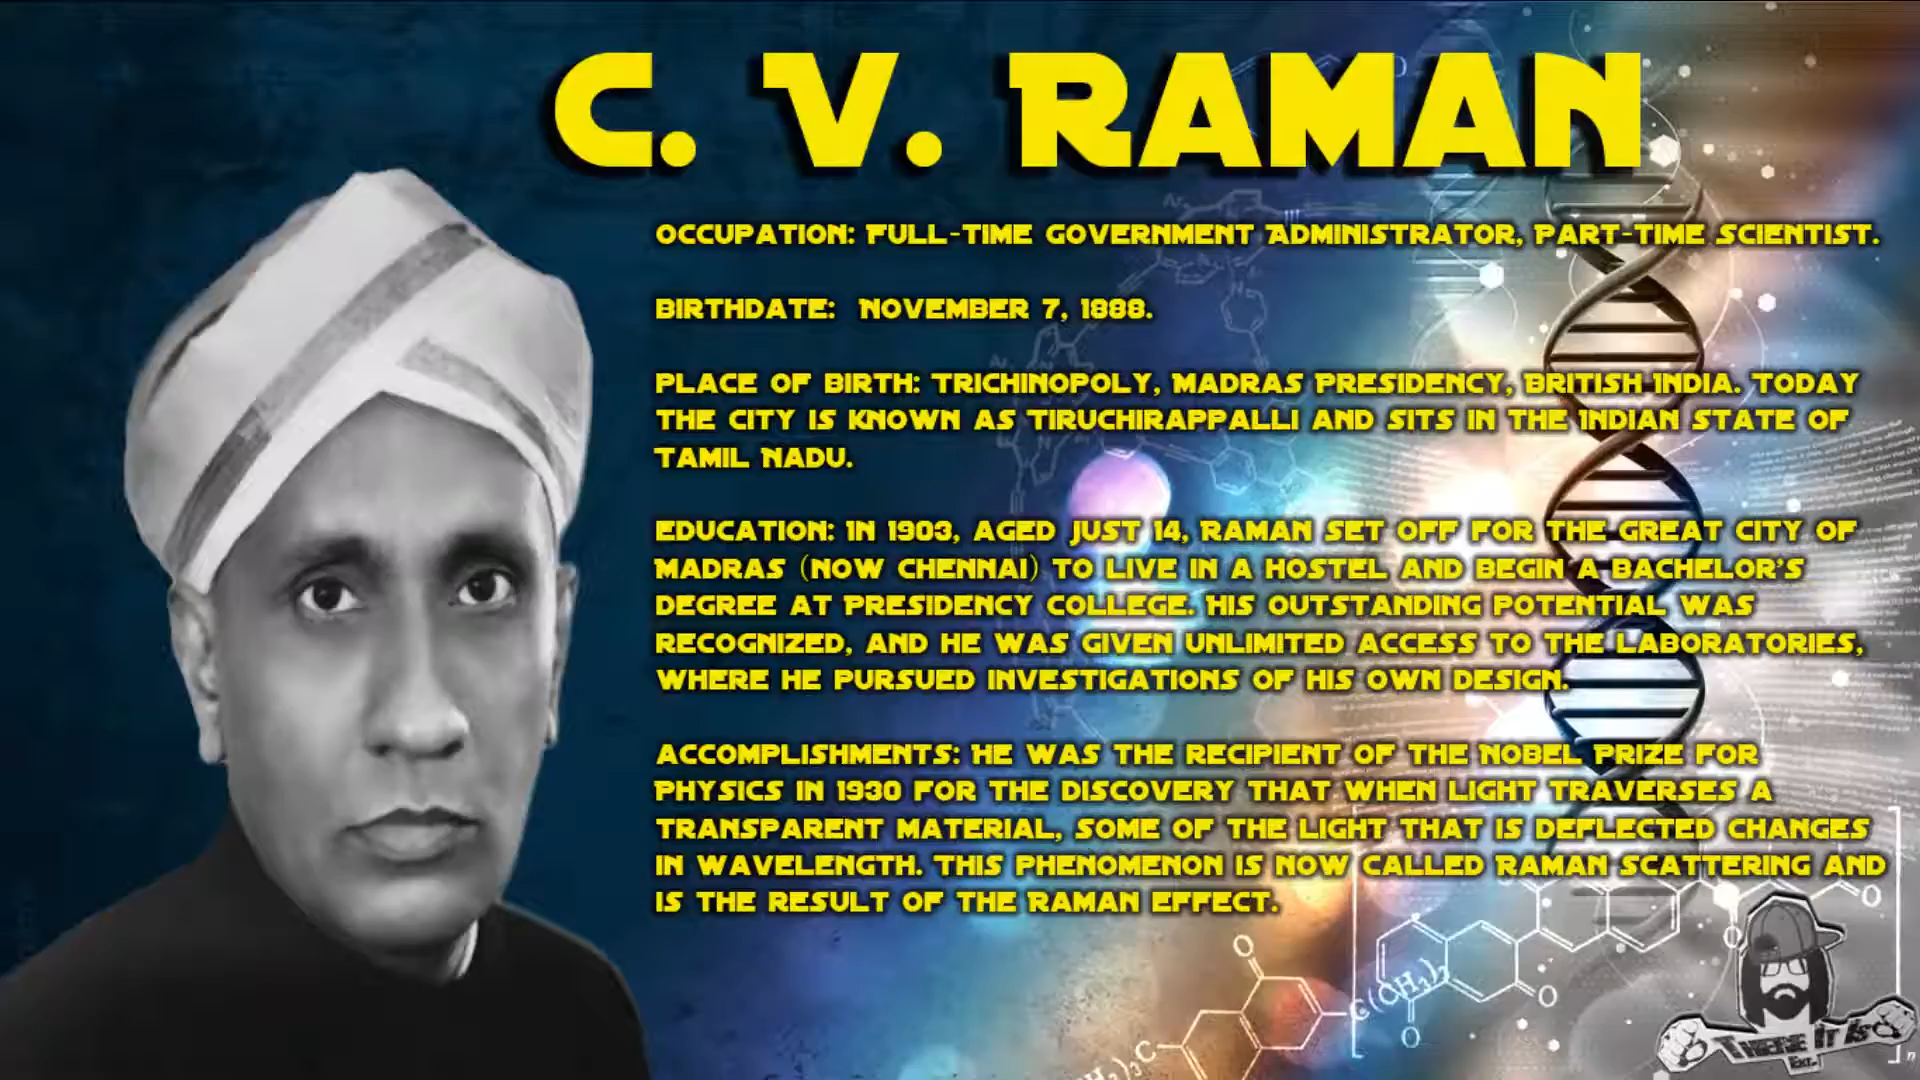 C. V. RAMAN
OCCUPATION: FULL-TIME GOVERNMENT ADMINISTRATOR, PART-TIME SCIENTIST.
BIRTHDATE: NOVEMBER 7, 1888.
PLACE OF BIRTH: TRICHINOPOLY, MADRAS PRESIDENCY, BRITISH INDIA. TODAY
THE CITY IS KNOWN AS TIRUCHIRAPPALLI AND SITS IN THE INDIAN STATE OF
TAMIL NADU.
EDUCATION: IN 1903, AGED JUST 14, RAMAN SET OFF FOR THE GREAT CITY OF
MADRAS (NOW CHENNAI) TO LIVE IN A HOSTEL AND BEGIN A BACHELOR'S
DEGREE AT PRESIDENCY COLLEGE. HIS OUTSTANDING POTENTIAL WAS
RECOGNIZED, AND HE WAS GIVEN UNLIMITED ACCESS TO THE LABORATORIES,
WHERE HE PURSUED INVESTIGATIONS OF HIS OWN DESIGN.
ACCOMPLISHMENTS: HE WAS THE RECIPIENT OF THE NOBEL PRIZE FOR
PHYSICS IN 1930 FOR THE DISCOVERY THAT WHEN LIGHT TRAVERSES A
TRANSPARENT MATERIAL, SOME OF THE LIGHT THAT IS DEFLECTED CHANGES
IN WAVELENGTH. THIS PHENOMENON IS NOW CALLED RAMAN SCATTERING AND
IS THE RESULT OF THE RAMAN EFFECT.
O
O
C(CH₃)₂
O
O
O
THERE IT IS
n